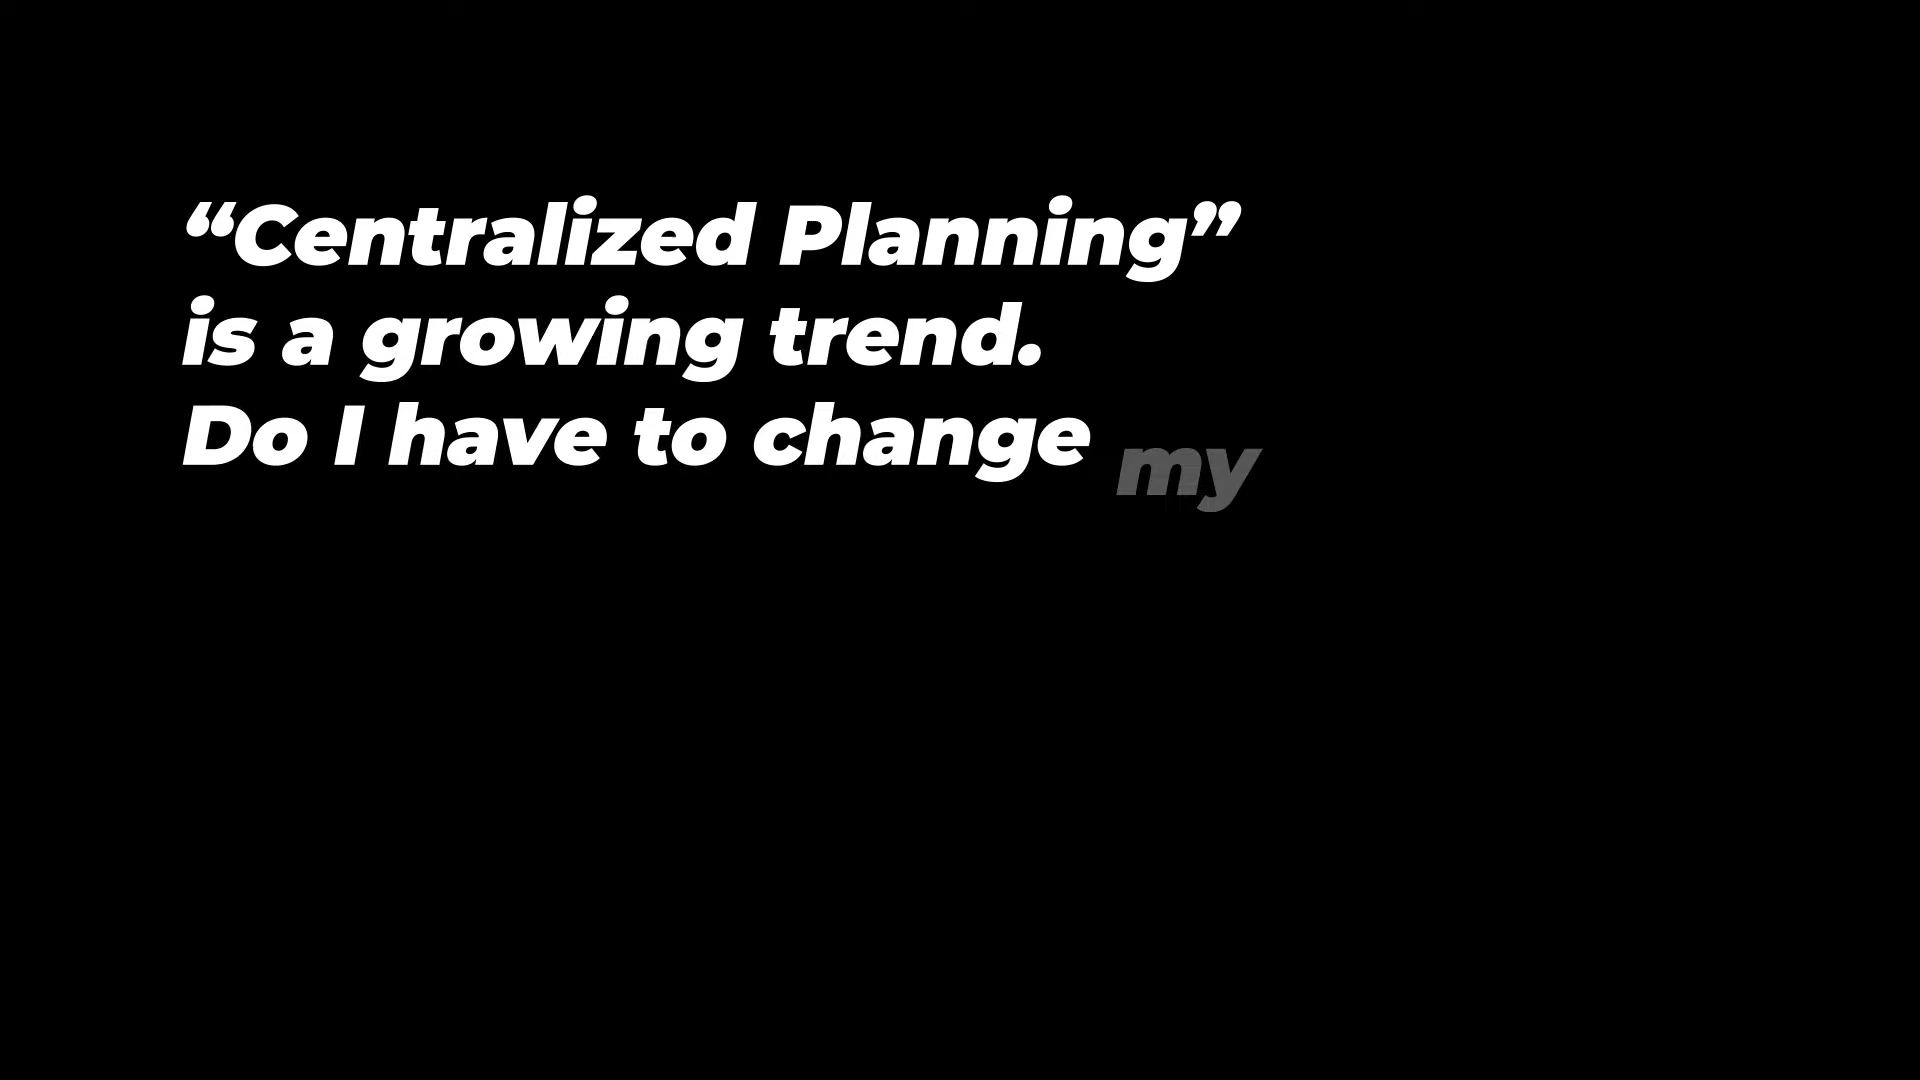 “Centralized Planning”
is a growing trend.
Do I have to change my